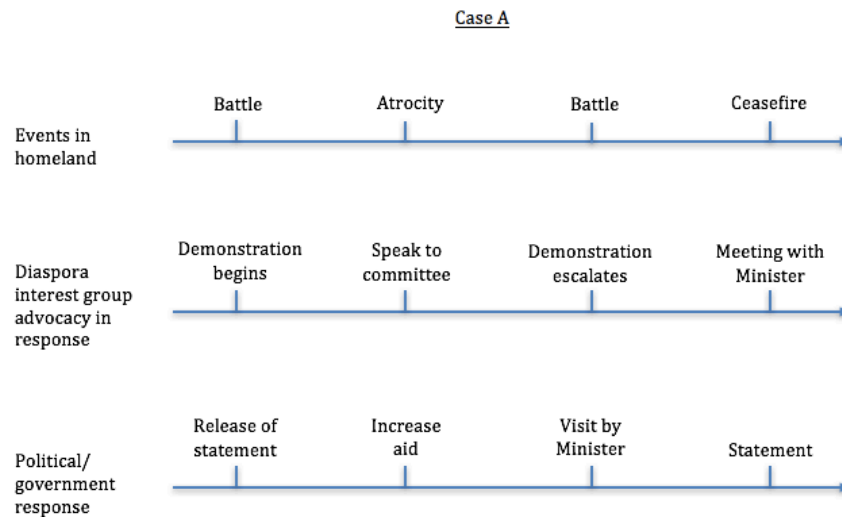 Case A
Battle
Atrocity
Battle
Ceasefire
Events in
homeland
Demonstration
begins
Speak to
committee
Demonstration
escalates
Meeting with
Minister
Diaspora
interest group
advocacy in
response
Release of
statement
Increase
aid
Visit by
Minister
Statement
Political/
government
response